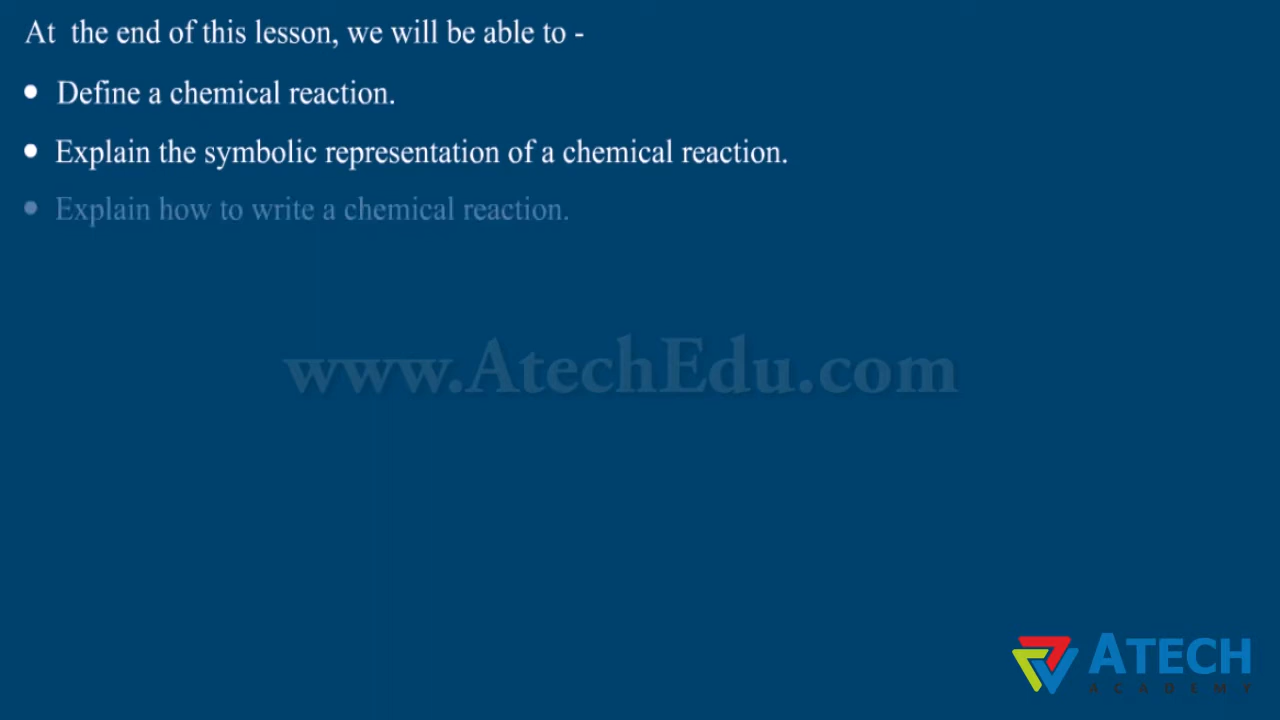 At the end of this lesson, we will be able to -
• Define a chemical reaction.
• Explain the symbolic representation of a chemical reaction.
• Explain how to write a chemical reaction.
www.AtechEdu.com
ATECH
ACADEMY